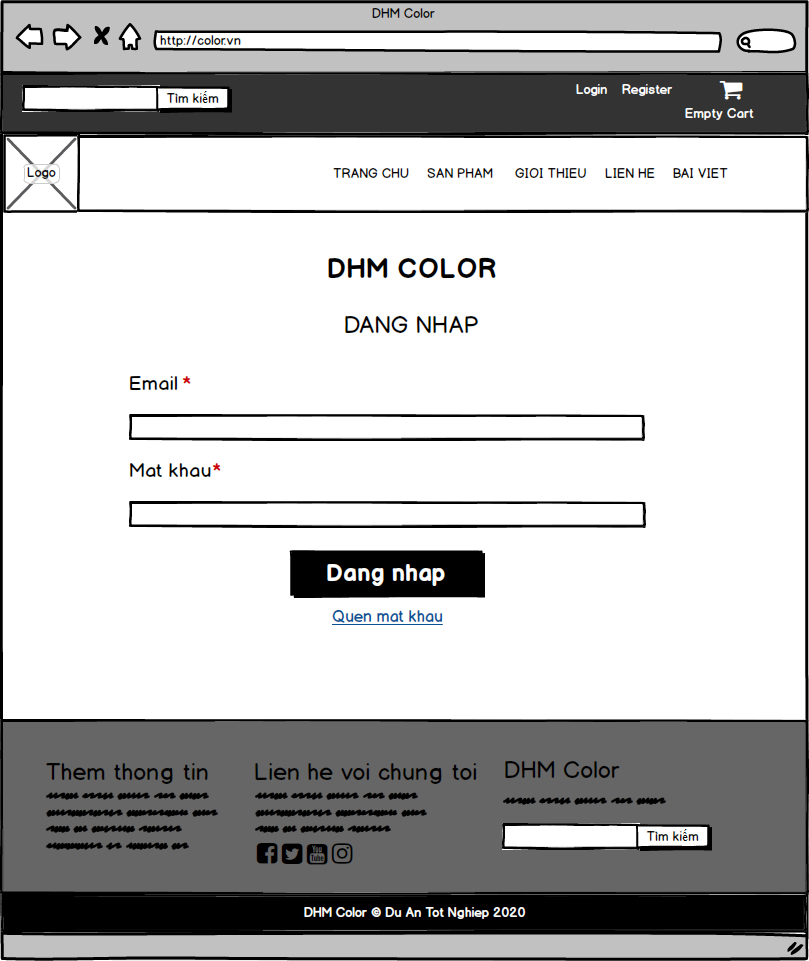 DHM Color
http://color.vn
Login Register
Tìm kiếm
Empty Cart
Logo
TRANG CHU SAN PHAM GIOI THIEU LIEN HE BAI VIET
DHM COLOR
DANG NHAP
Email *
Mat khau*
Dang nhap
Quen mat khau
Them thong tin
Lien he voi chung toi
You
Tube
DHM Color
Tìm kiếm
DHM Color © Du An Tot Nghiep 2020